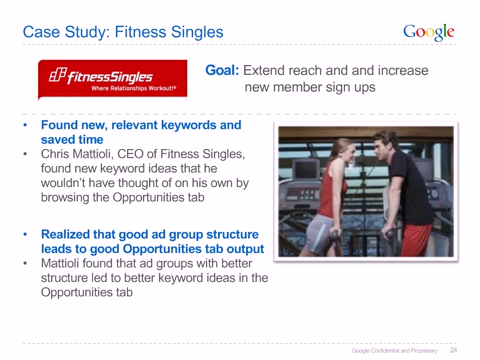 Case Study: Fitness Singles
Google
fitnessSingles
Where Relationships Workout!®
Goal: Extend reach and and increase
new member sign ups
• Found new, relevant keywords and
saved time
• Chris Mattioli, CEO of Fitness Singles,
found new keyword ideas that he
wouldn't have thought of on his own by
browsing the Opportunities tab
• Realized that good ad group structure
leads to good Opportunities tab output
• Mattioli found that ad groups with better
structure led to better keyword ideas in the
Opportunities tab
Google Confidential and Proprietary 24